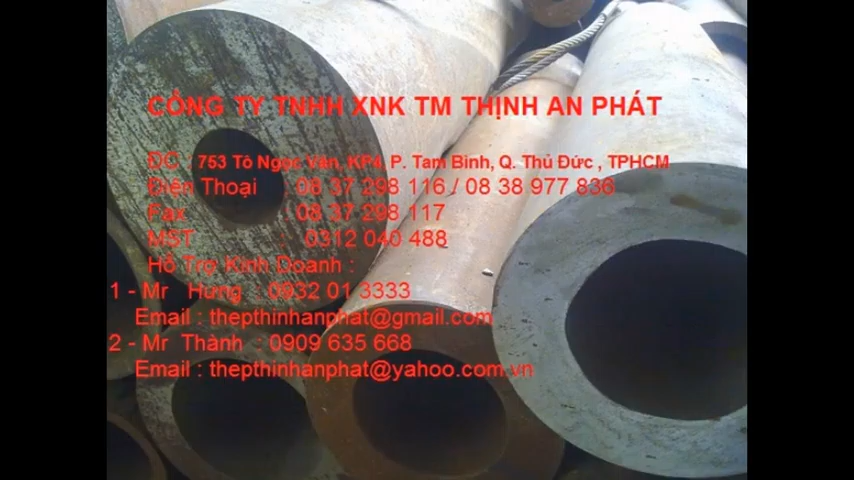 CÔNG TY TNHH XNK TM THỊNH AN PHÁT
ĐC : 753 Tô Ngọc Vân, KP4, P. Tam Bình, Q. Thủ Đức , TPHCM
Điện Thoại : 08 37 298 116 / 08 38 977 836
Fax : 08 37 298 117
MST : 0312 040 488
Hỗ Trợ Kinh Doanh :
1 - Mr Hưng : 0932 01 3333
Email : thepthinhanphat@gmail.com
2 - Mr Thành : 0909 635 668
Email : thepthinhanphat@yahoo.com.vn